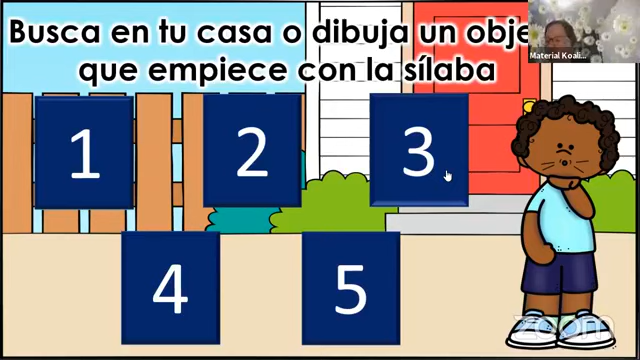 Busca en tu casa o dibuja un obje
que empiece con la sílaba
Material Koali...
1
2
3
4
5
zoom